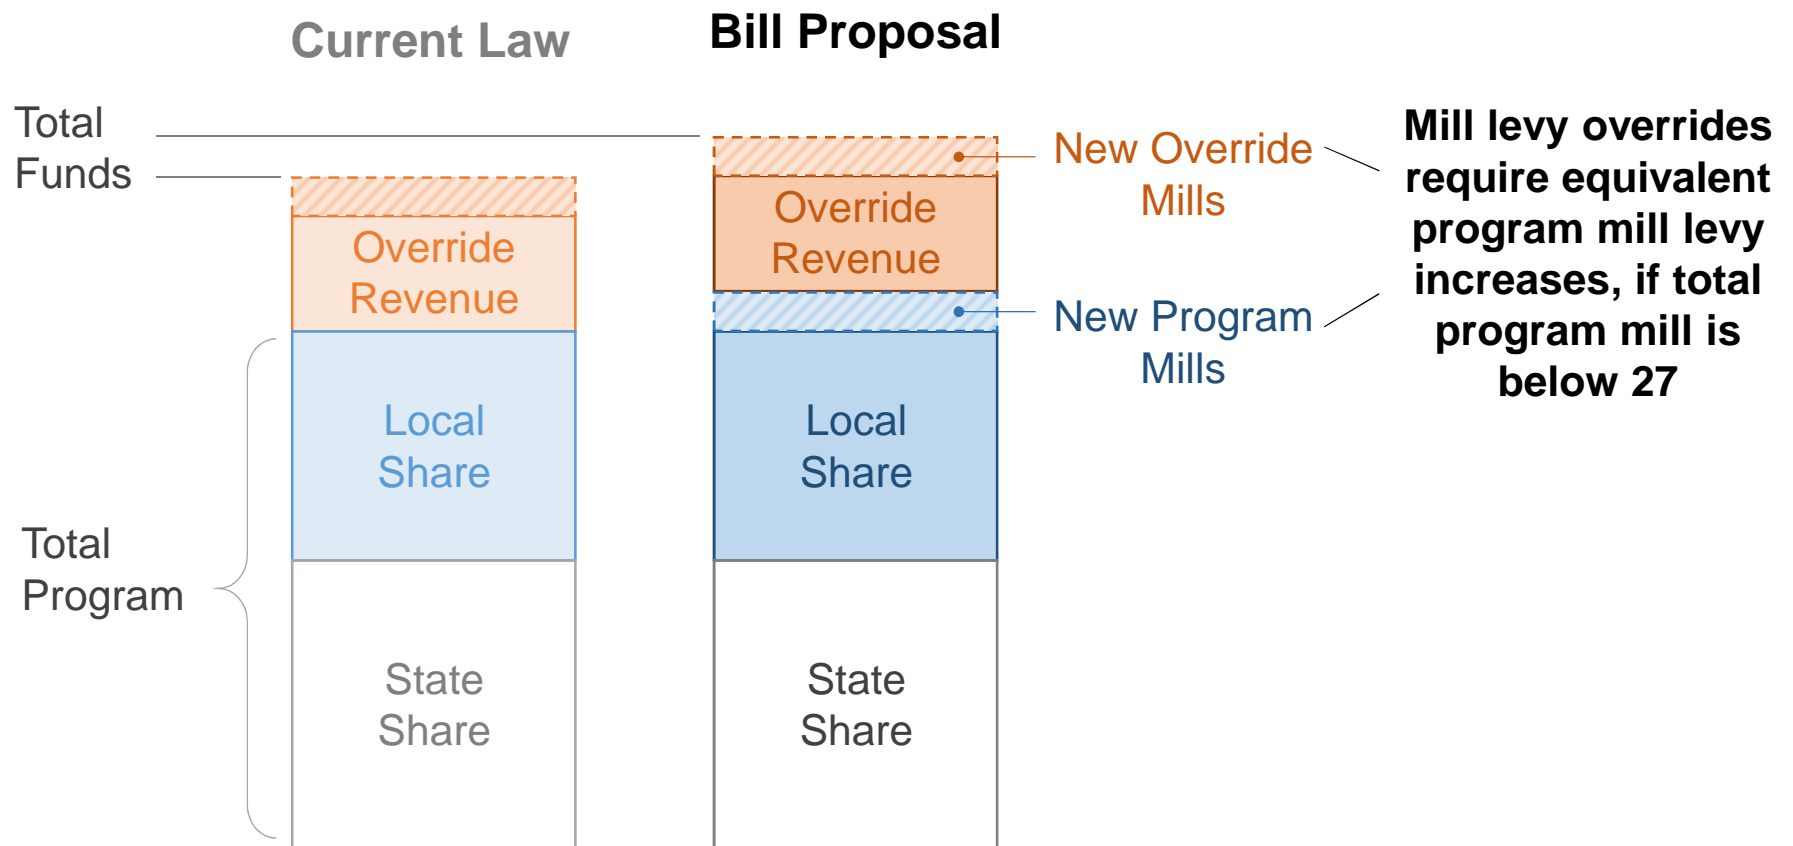 Current Law
Bill Proposal
Total
Funds
Override
Revenue
Local
Share
State
Share
Total
Program
Override
Revenue
Local
Share
State
Share
New Override
Mills
New Program
Mills
Mill levy overrides
require equivalent
program mill levy
increases, if total
program mill is
below 27